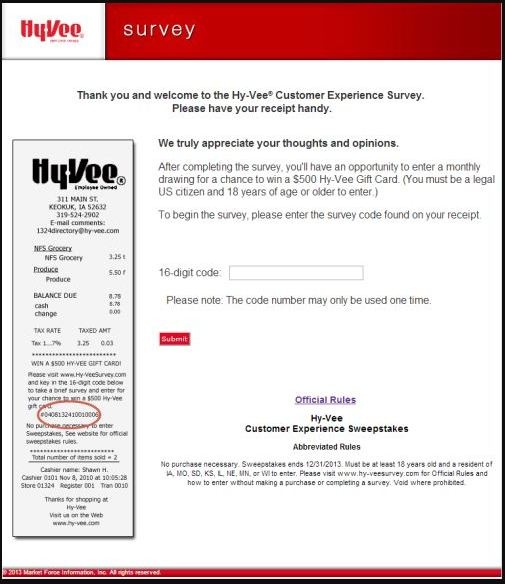 HyVee
EMPLOYEE OWNED
survey
Thank you and welcome to the Hy-Vee® Customer Experience Survey.
Please have your receipt handy.
HyVee®
Employee Owned
311 MAIN ST.
KEOKUK, IA 52632
319-524-2902
E-mail comments:
1324directory@hy-vee.com
NFS Grocery
NFS Grocery 3.25 t
Produce
Produce 5.50 f
BALANCE DUE 8.78
cash 8.78
change 0.00
TAX RATE TAXED AMT
Tax 1...7% 3.25 0.03
************************
WIN A $500 HY-VEE GIFT CARD!
Please visit www.Hy-VeeSurvey.com
and key in the 16-digit code below
to take a brief survey and enter for
your chance to win a $500 Hy-Vee
gift card.
#0408132410010006
No purchase necessary to enter
Sweepstakes, See website for official
sweepstakes rules.
************************
Total number of items sold = 2
Cashier name: Shawn H.
Cashier 0101 Nov 8, 2010 at 10:05:28
Store 01324 Register 001 Tran 0010
Thanks for shopping at
Hy-Vee
Visit us on the Web
www.hy-vee.com
We truly appreciate your thoughts and opinions.
After completing the survey, you'll have an opportunity to enter a monthly
drawing for a chance to win a $500 Hy-Vee Gift Card. (You must be a legal
US citizen and 18 years of age or older to enter.)
To begin the survey, please enter the survey code found on your receipt.
16-digit code:
Please note: The code number may only be used one time.
Submit
Official Rules
Hy-Vee
Customer Experience Sweepstakes
Abbreviated Rules
No purchase necessary. Sweepstakes ends 12/31/2013. Must be at least 18 years old and a resident of
IA, MO, SD, KS, IL, NE, MN, or WI to enter. Please visit www.hy-veesurvey.com for Official Rules and
how to enter without making a purchase or completing a survey. Void where prohibited.
© 2013 Market Force Information, Inc. All rights reserved.